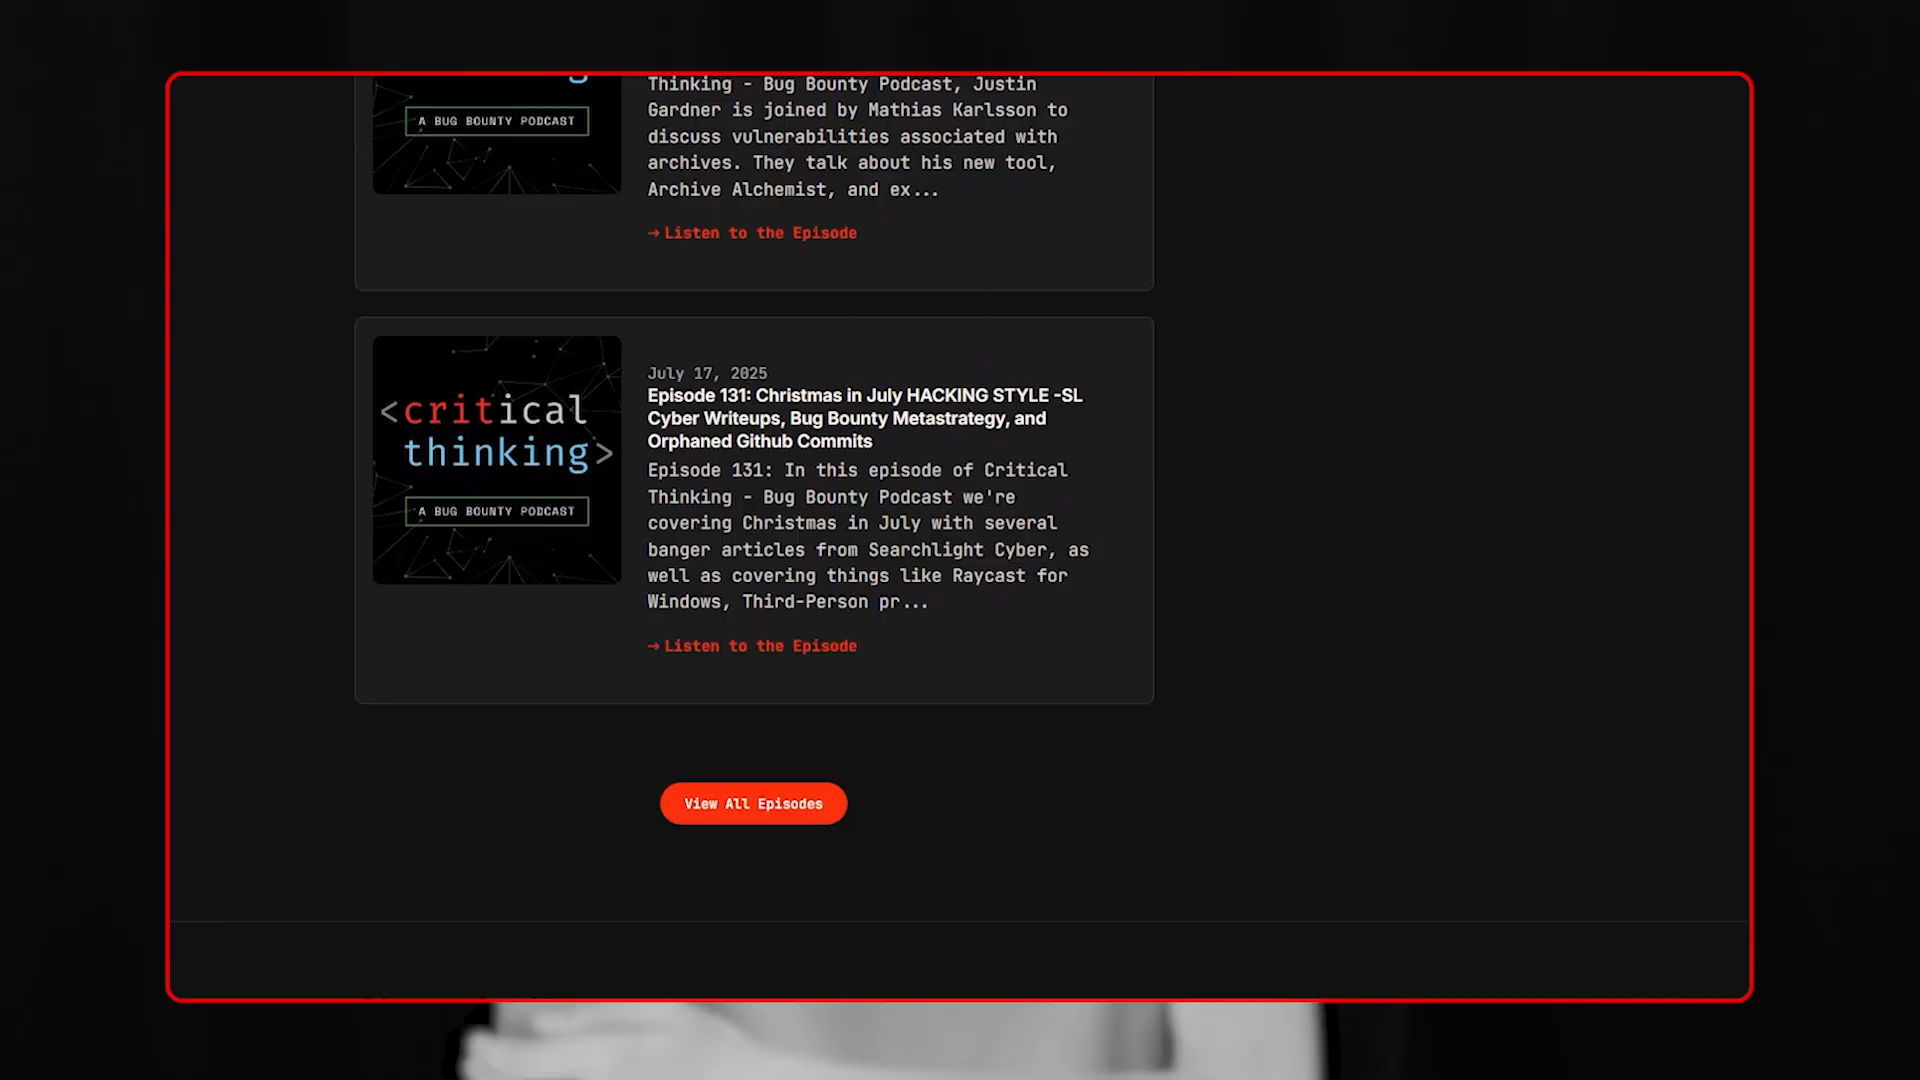 A BUG BOUNTY PODCAST
Thinking - Bug Bounty Podcast, Justin
Gardner is joined by Mathias Karlsson to
discuss vulnerabilities associated with
archives. They talk about his new tool,
Archive Alchemist, and ex...
→ Listen to the Episode
<critical
thinking>
A BUG BOUNTY PODCAST
July 17, 2025
Episode 131: Christmas in July HACKING STYLE -SL
Cyber Writeups, Bug Bounty Metastrategy, and
Orphaned Github Commits
Episode 131: In this episode of Critical
Thinking - Bug Bounty Podcast we're
covering Christmas in July with several
banger articles from Searchlight Cyber, as
well as covering things like Raycast for
Windows, Third-Person pr...
→ Listen to the Episode
View All Episodes